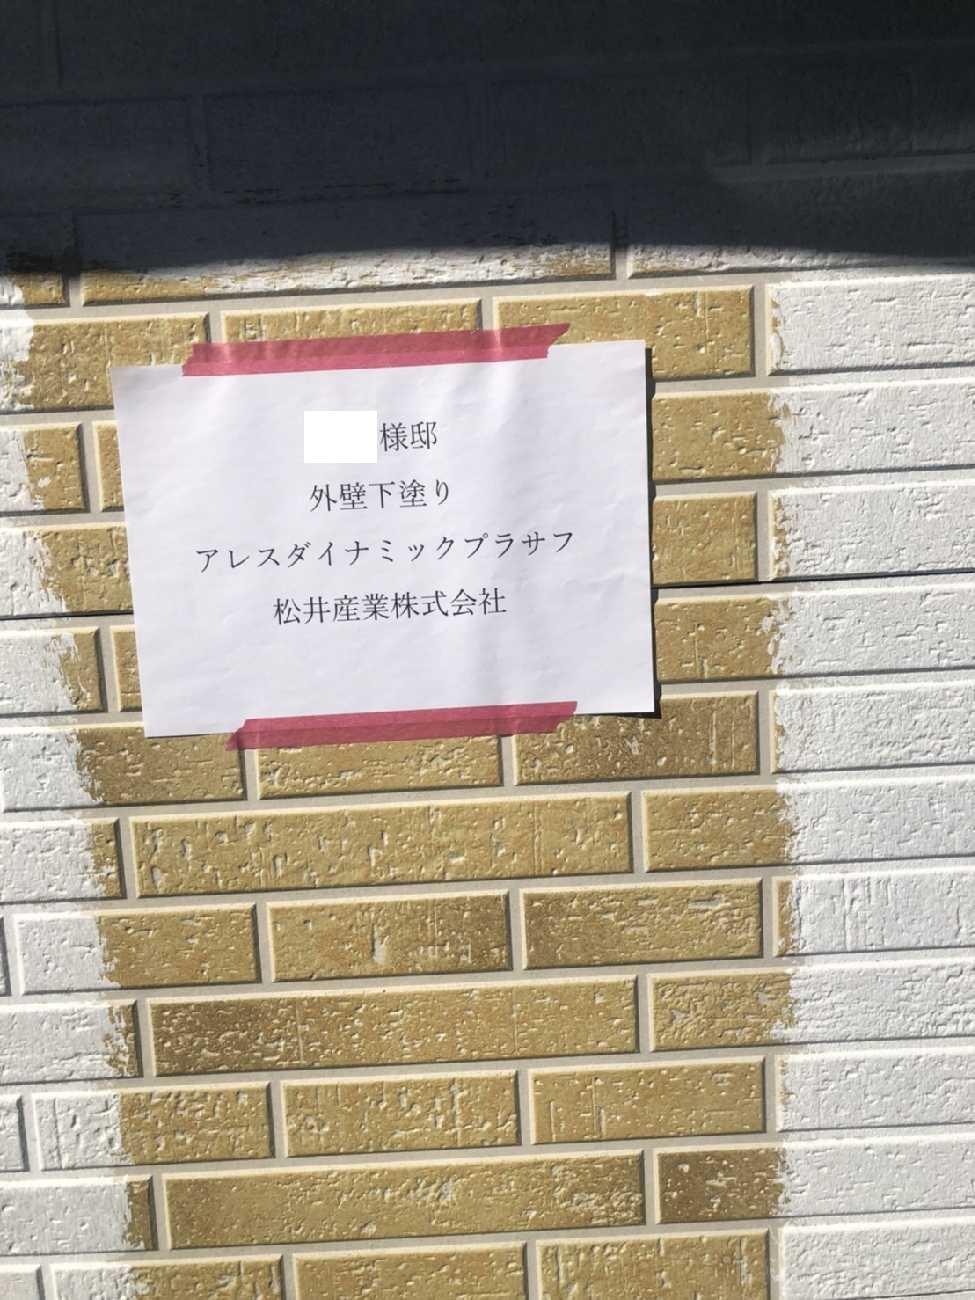 様邸
外壁下塗り
アレスダイナミックプラサフ
松井産業株式会社